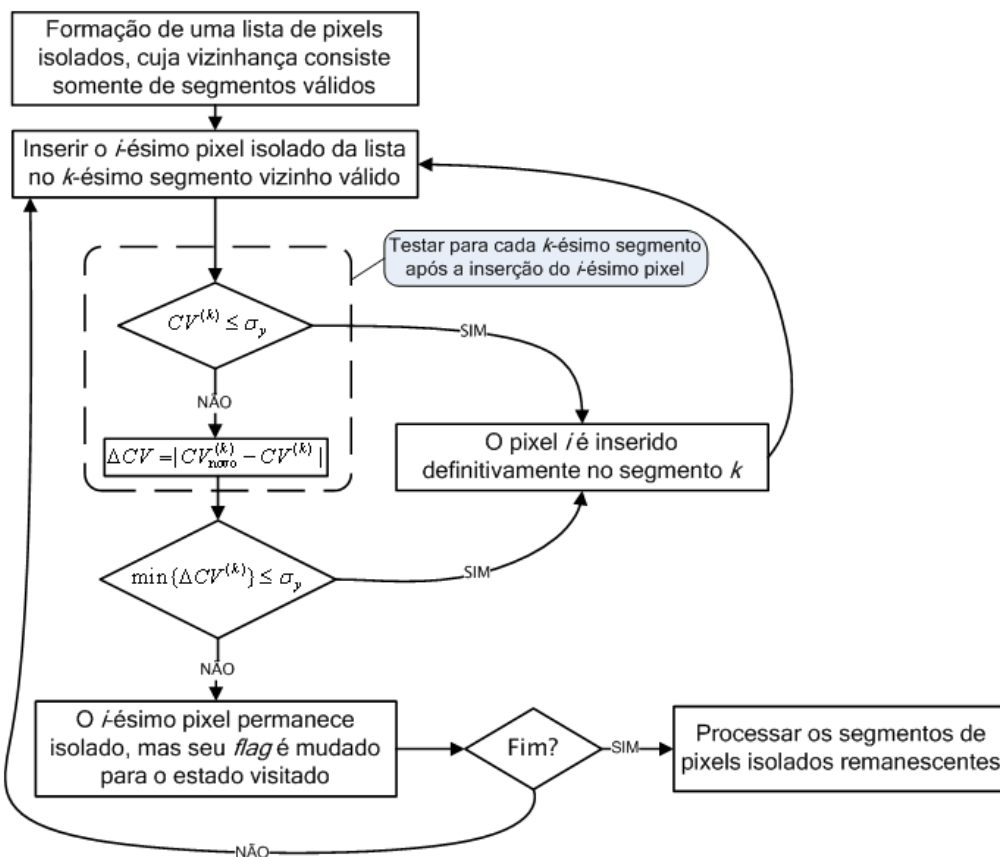 Formação de uma lista de pixels
isolados, cuja vizinhança consiste
somente de segmentos válidos
Inserir o i-ésimo pixel isolado da lista
no k-ésimo segmento vizinho válido
Testar para cada k-ésimo segmento
após a inserção do i-ésimo pixel
CV^(k) ≤ σ_y
SIM
NÃO
ΔCV =| CV_novo^(k) − CV^(k) |
O pixel i é inserido
definitivamente no segmento k
min{ΔCV^(k)} ≤ σ_y
SIM
NÃO
O i-ésimo pixel permanece
isolado, mas seu flag é mudado
para o estado visitado
Fim?
SIM
Processar os segmentos de
pixels isolados remanescentes
NÃO